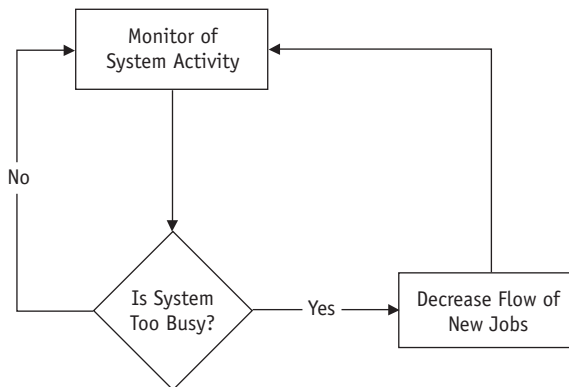 Monitor of
System Activity
No
Is System
Too Busy?
Yes
Decrease Flow of
New Jobs